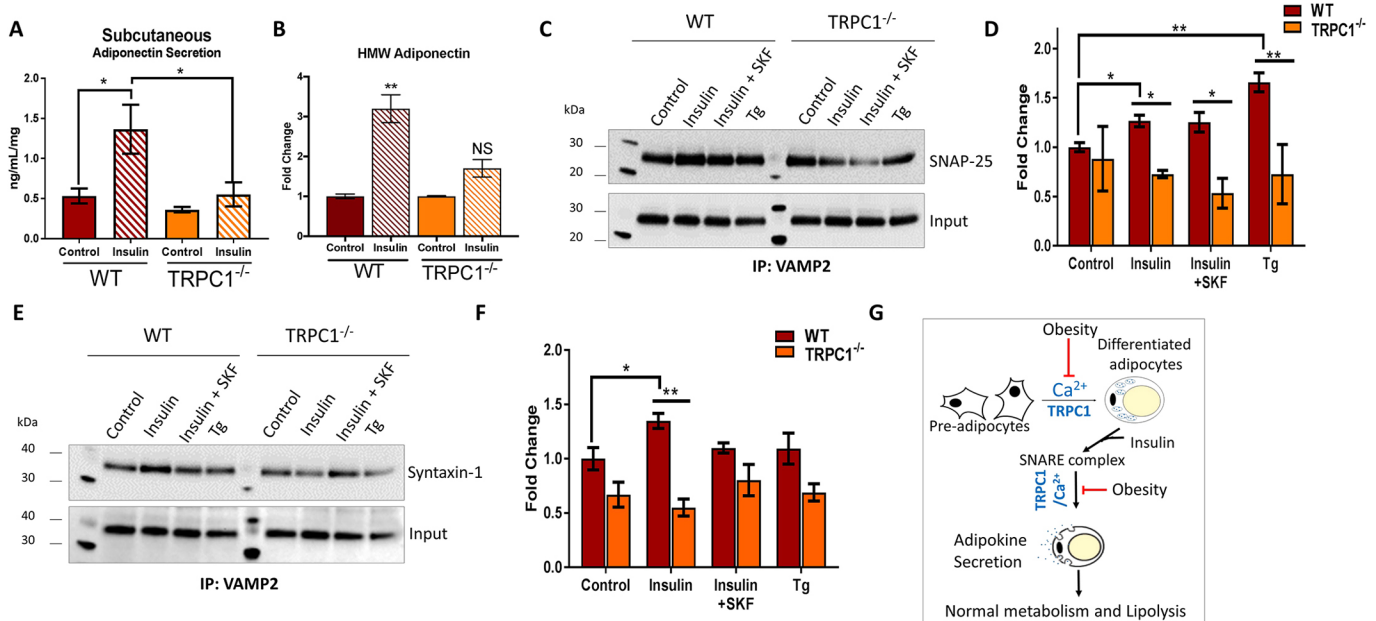 A
Subcutaneous
Adiponectin Secretion
ng/mL/mg
2.0
1.5
1.0
0.5
0.0
*
*
Control
Insulin
Control
Insulin
WT
TRPC1-/-
B
HMW Adiponectin
Fold Change
4
3
2
1
0
**
NS
Control
Insulin
Control
Insulin
WT
TRPC1-/-
C
WT
TRPC1-/-
kDa
Control
Insulin
Insulin + SKF
Tg
Control
Insulin
Insulin + SKF
Tg
30
20
SNAP-25
30
20
Input
IP: VAMP2
D
WT
TRPC1-/-
Fold Change
2.0
1.5
1.0
0.5
0.0
**
*
*
*
**
Control
Insulin
Insulin
+SKF
Tg
E
WT
TRPC1-/-
kDa
Control
Insulin
Insulin + SKF
Tg
Control
Insulin
Insulin + SKF
Tg
40
30
Syntaxin-1
40
30
Input
IP: VAMP2
F
WT
TRPC1-/-
Fold Change
2.0
1.5
1.0
0.5
0.0
*
**
Control
Insulin
Insulin
+SKF
Tg
G
Obesity
Differentiated
adipocytes
Ca2+
TRPC1
Pre-adipocytes
Insulin
SNARE complex
TRPC1
/Ca2+
Obesity
Adipokine
Secretion
Normal metabolism and Lipolysis